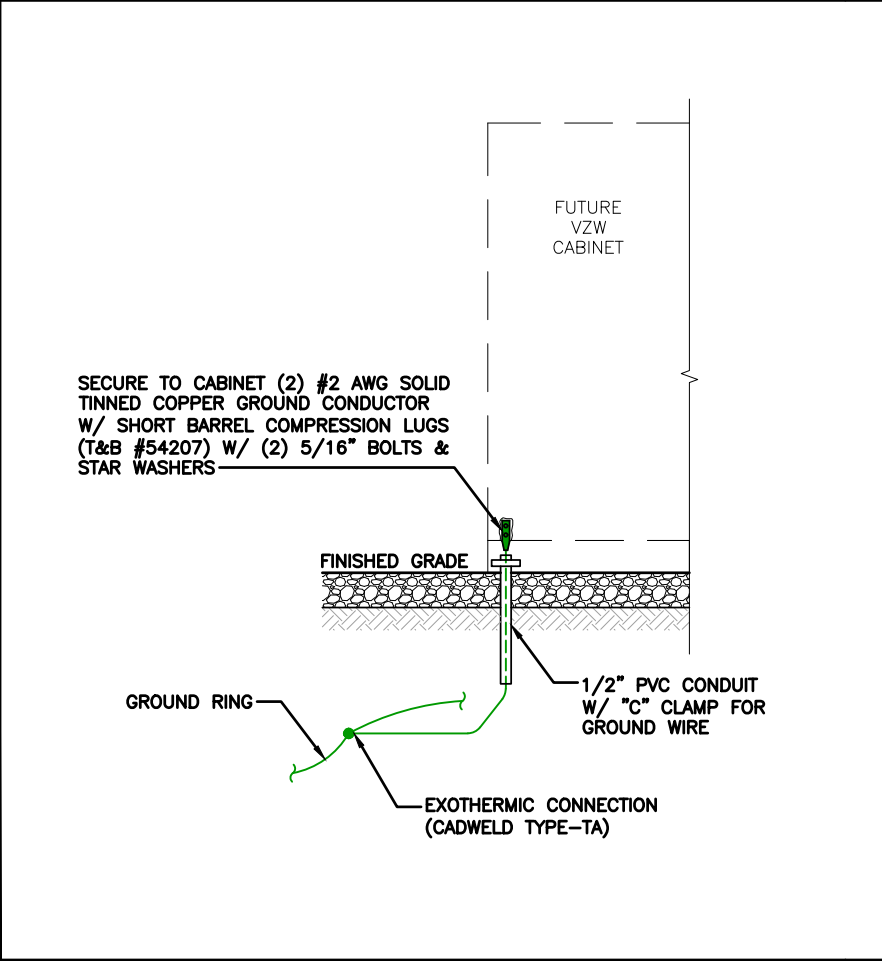 FUTURE
VZW
CABINET
SECURE TO CABINET (2) #2 AWG SOLID
TINNED COPPER GROUND CONDUCTOR
W/ SHORT BARREL COMPRESSION LUGS
(T&B #54207) W/ (2) 5/16" BOLTS &
STAR WASHERS
FINISHED GRADE
1/2" PVC CONDUIT
W/ "C" CLAMP FOR
GROUND WIRE
GROUND RING
EXOTHERMIC CONNECTION
(CADWELD TYPE-TA)